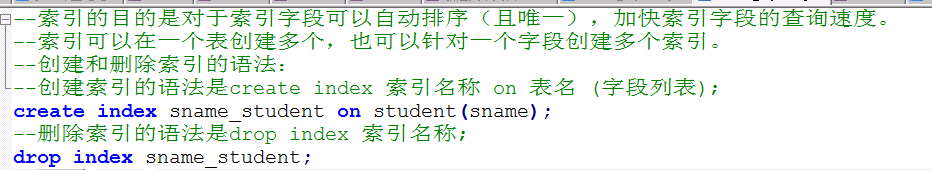 --索引的目的是对于索引字段可以自动排序（且唯一），加快索引字段的查询速度。
--索引可以在一个表创建多个，也可以针对一个字段创建多个索引。
--创建和删除索引的语法：
--创建索引的语法是create index 索引名称 on 表名 (字段列表);
create index sname_student on student(sname);
--删除索引的语法是drop index 索引名称;
drop index sname_student;